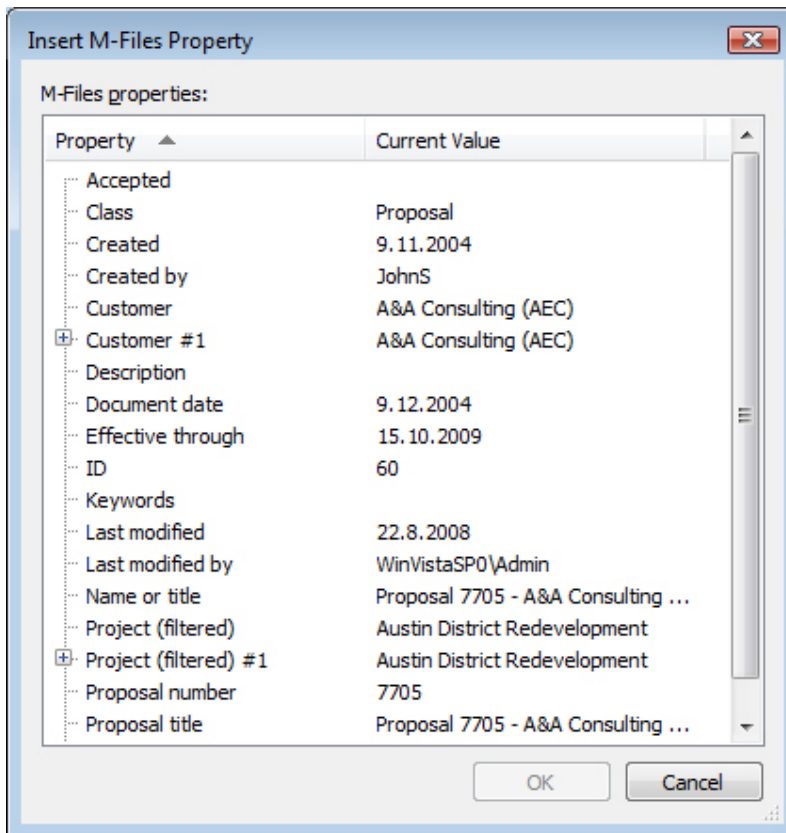 Insert M-Files Property
M-Files properties:
Property Current Value
Accepted
Class Proposal
Created 9.11.2004
Created by JohnS
Customer A&A Consulting (AEC)
Customer #1 A&A Consulting (AEC)
Description
Document date 9.12.2004
Effective through 15.10.2009
ID 60
Keywords
Last modified 22.8.2008
Last modified by WinVistaSP0\Admin
Name or title Proposal 7705 - A&A Consulting ...
Project (filtered) Austin District Redevelopment
Project (filtered) #1 Austin District Redevelopment
Proposal number 7705
Proposal title Proposal 7705 - A&A Consulting ...
OK Cancel